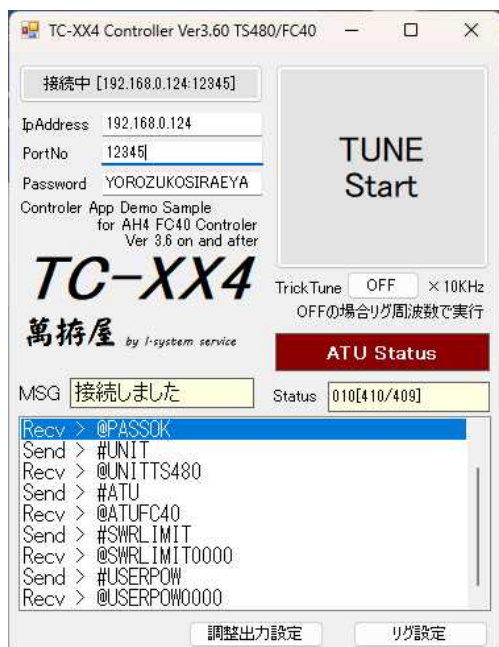 TC-XX4 Controller Ver3.60 TS480/FC40
接続中 [192.168.0.124:12345]
IpAddress 192.168.0.124
PortNo 12345
Password YOROZUKOSIRAEYA
Controler App Demo Sample
for AH4 FC40 Controler
Ver 3.6 on and after
TC-XX4
萬拵屋 by I-system service
TUNE
Start
TrickTune OFF ×10KHz
OFFの場合リグ周波数で実行
ATU Status
MSG 接続しました
Status 010[410/409]
Recv > @PASSOK
Send > #UNIT
Recv > @UNITTS480
Send > #ATU
Recv > @ATUFC40
Send > #SWRLIMIT
Recv > @SWRLIMIT0000
Send > #USERPOW
Recv > @USERPOW0000
調整出力設定
リグ設定